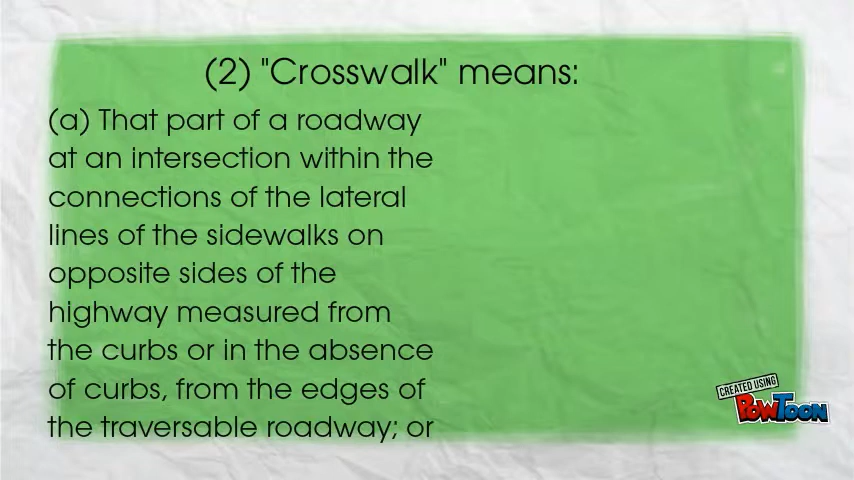 (2) "Crosswalk" means:
(a) That part of a roadway
at an intersection within the
connections of the lateral
lines of the sidewalks on
opposite sides of the
highway measured from
the curbs or in the absence
of curbs, from the edges of
the traversable roadway; or
CREATED USING
POWTOON